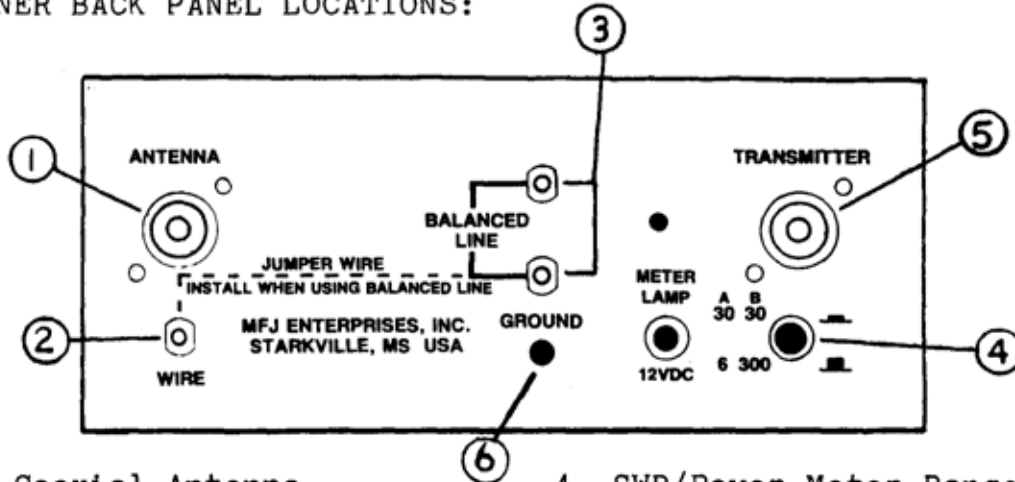 NER BACK PANEL LOCATIONS:
3
1
ANTENNA
TRANSMITTER
5
BALANCED
LINE
JUMPER WIRE
INSTALL WHEN USING BALANCED LINE
METER
LAMP
A B
30 30
2
MFJ ENTERPRISES, INC.
STARKVILLE, MS USA
GROUND
4
WIRE
12VDC
6 300
6
Coaxial Antenna
4 SWR/Power Meter Range